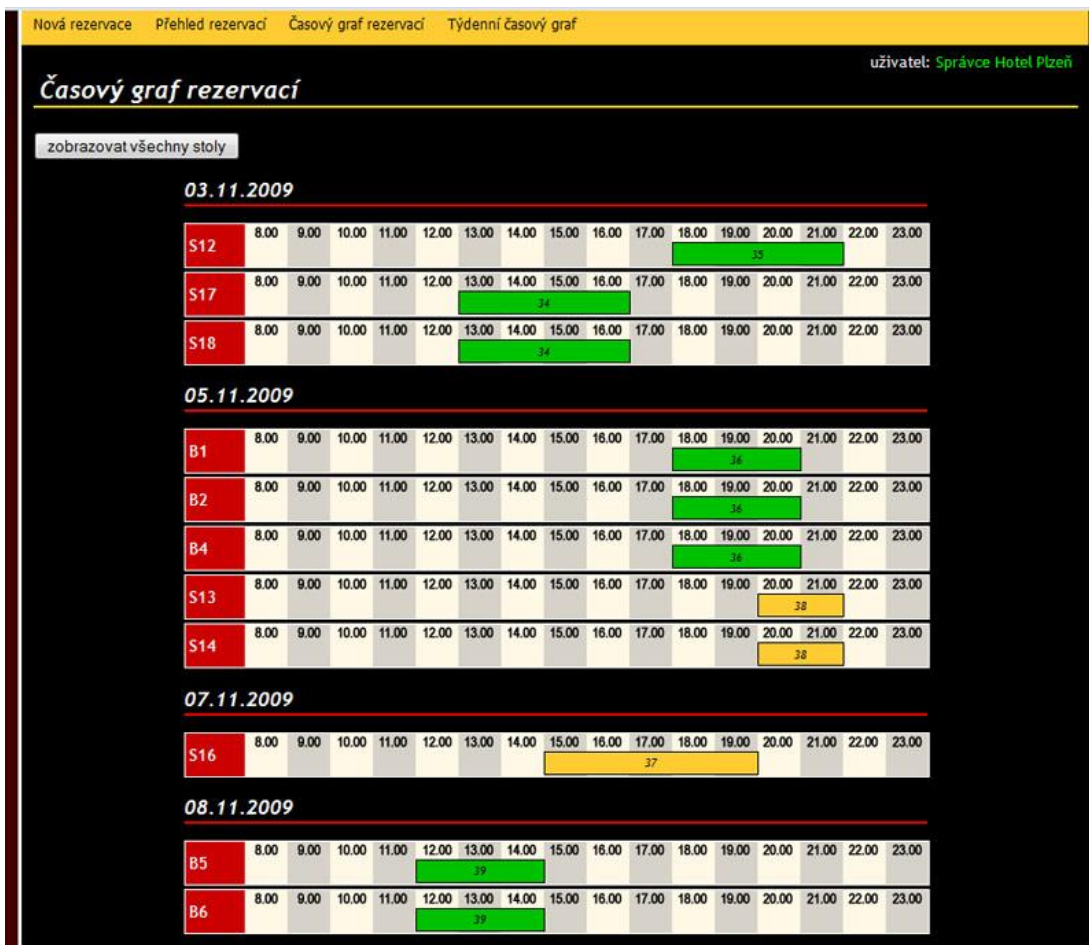 Nová rezervace Přehled rezervací Časový graf rezervací Týdenní časový graf
uživatel: Správce Hotel Plzeň
Časový graf rezervací
zobrazovat všechny stoly
03.11.2009
S12 8.00 9.00 10.00 11.00 12.00 13.00 14.00 15.00 16.00 17.00 18.00 19.00 20.00 21.00 22.00 23.00
35
S17 8.00 9.00 10.00 11.00 12.00 13.00 14.00 15.00 16.00 17.00 18.00 19.00 20.00 21.00 22.00 23.00
34
S18 8.00 9.00 10.00 11.00 12.00 13.00 14.00 15.00 16.00 17.00 18.00 19.00 20.00 21.00 22.00 23.00
34
05.11.2009
B1 8.00 9.00 10.00 11.00 12.00 13.00 14.00 15.00 16.00 17.00 18.00 19.00 20.00 21.00 22.00 23.00
36
B2 8.00 9.00 10.00 11.00 12.00 13.00 14.00 15.00 16.00 17.00 18.00 19.00 20.00 21.00 22.00 23.00
36
B4 8.00 9.00 10.00 11.00 12.00 13.00 14.00 15.00 16.00 17.00 18.00 19.00 20.00 21.00 22.00 23.00
36
S13 8.00 9.00 10.00 11.00 12.00 13.00 14.00 15.00 16.00 17.00 18.00 19.00 20.00 21.00 22.00 23.00
38
S14 8.00 9.00 10.00 11.00 12.00 13.00 14.00 15.00 16.00 17.00 18.00 19.00 20.00 21.00 22.00 23.00
38
07.11.2009
S16 8.00 9.00 10.00 11.00 12.00 13.00 14.00 15.00 16.00 17.00 18.00 19.00 20.00 21.00 22.00 23.00
37
08.11.2009
B5 8.00 9.00 10.00 11.00 12.00 13.00 14.00 15.00 16.00 17.00 18.00 19.00 20.00 21.00 22.00 23.00
39
B6 8.00 9.00 10.00 11.00 12.00 13.00 14.00 15.00 16.00 17.00 18.00 19.00 20.00 21.00 22.00 23.00
39